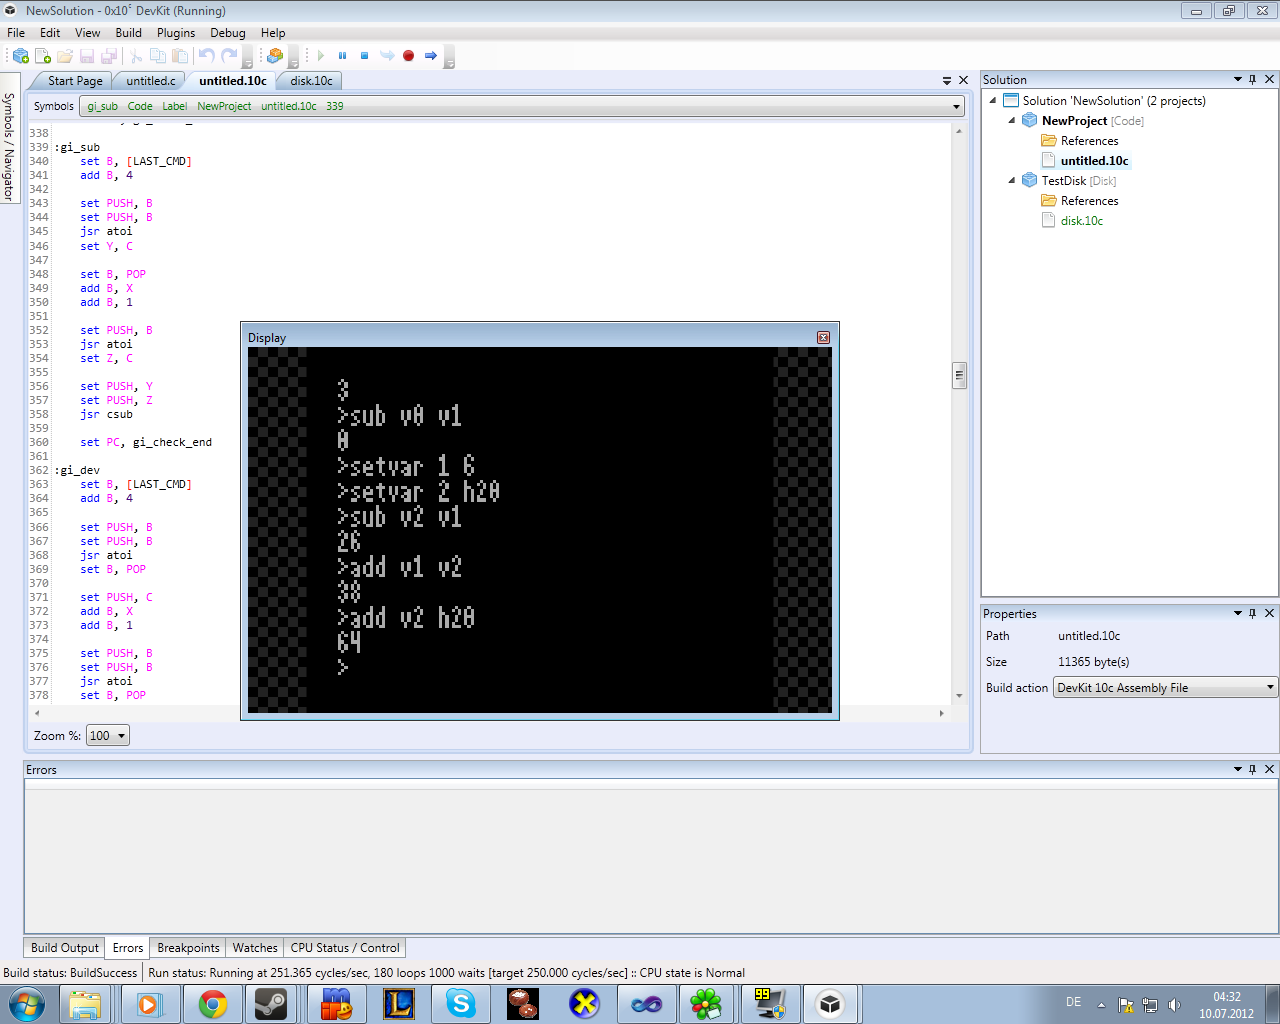 NewSolution - 0x10ᶜ DevKit (Running)
File Edit View Build Plugins Debug Help
Start Page untitled.c untitled.10c disk.10c
Symbols gi_sub Code Label NewProject untitled.10c 339
Symbols / Navigator
338
339 :gi_sub
340 set B, [LAST_CMD]
341 add B, 4
342
343 set PUSH, B
344 set PUSH, B
345 jsr atoi
346 set Y, C
347
348 set B, POP
349 add B, X
350 add B, 1
351
352 set PUSH, B
353 jsr atoi
354 set Z, C
355
356 set PUSH, Y
357 set PUSH, Z
358 jsr csub
359
360 set PC, gi_check_end
361
362 :gi_dev
363 set B, [LAST_CMD]
364 add B, 4
365
366 set PUSH, B
367 set PUSH, B
368 jsr atoi
369 set B, POP
370
371 set PUSH, C
372 add B, X
373 add B, 1
374
375 set PUSH, B
376 set PUSH, B
377 jsr atoi
378 set B, POP
Zoom %: 100
Display
3
>sub v0 v1
0
>setvar 1 6
>setvar 2 h20
>sub v2 v1
26
>add v1 v2
38
>add v2 h20
64
>
Solution
Solution 'NewSolution' (2 projects)
NewProject [Code]
References
untitled.10c
TestDisk [Disk]
References
disk.10c
Properties
Path untitled.10c
Size 11365 byte(s)
Build action DevKit 10c Assembly File
Errors
Build Output Errors Breakpoints Watches CPU Status / Control
Build status: BuildSuccess Run status: Running at 251.365 cycles/sec, 180 loops 1000 waits [target 250.000 cycles/sec] :: CPU state is Normal
99
DE
04:32
10.07.2012